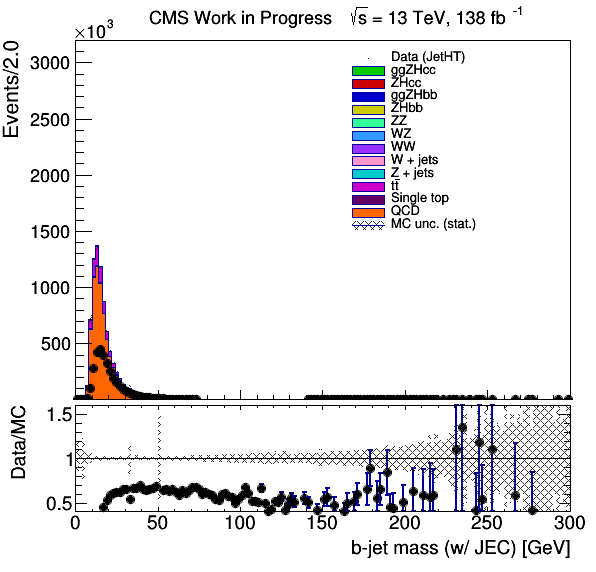 CMS Work in Progress √s = 13 TeV, 138 fb -1
×10³
Events/2.0
3000
2500
2000
1500
1000
500
Data (JetHT)
ggZHcc
ZHcc
ggZHbb
ZHbb
ZZ
WZ
WW
W + jets
Z + jets
tt̄
Single top
QCD
MC unc. (stat.)
Data/MC
1.5
1
0.5
0 50 100 150 200 250 300
b-jet mass (w/ JEC) [GeV]